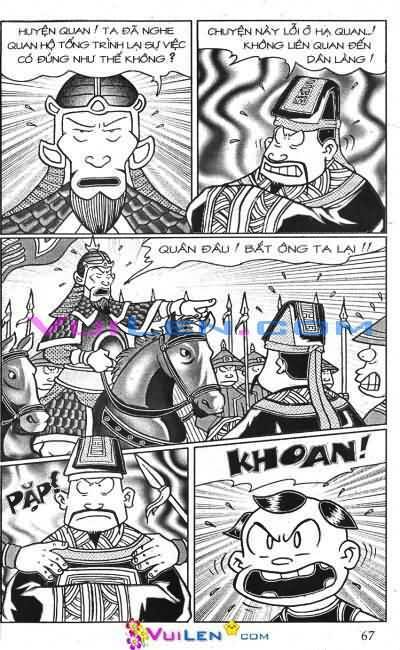 HUYỆN QUAN! TA ĐÃ NGHE
QUAN HỘ TỐNG TRÌNH LẠI SỰ VIỆC
CÓ ĐÚNG NHƯ THẾ KHÔNG?
CHUYỆN NÀY LỖI Ở HẠ QUAN...!
KHÔNG LIÊN QUAN ĐẾN
DÂN LÀNG!
QUÂN ĐÂU! BẮT ÔNG TA LẠI!!
VUILEN.COM
PẶP!
KHOAN!
67
VUILEN.COM